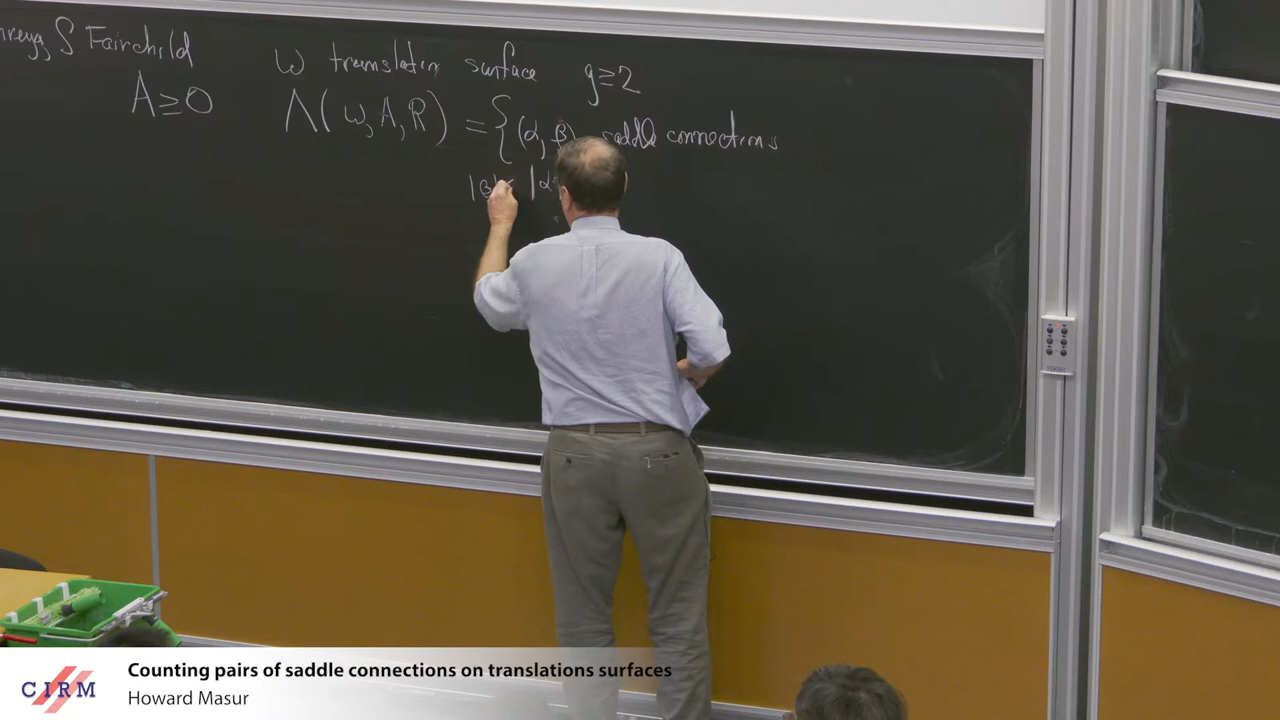 S Fairchild
A ≥ 0
ω translation surface g ≥ 2
Λ(ω, A, R) = {(α, β) saddle connections
|β| ≤ |α
CIRM
Counting pairs of saddle connections on translations surfaces
Howard Masur